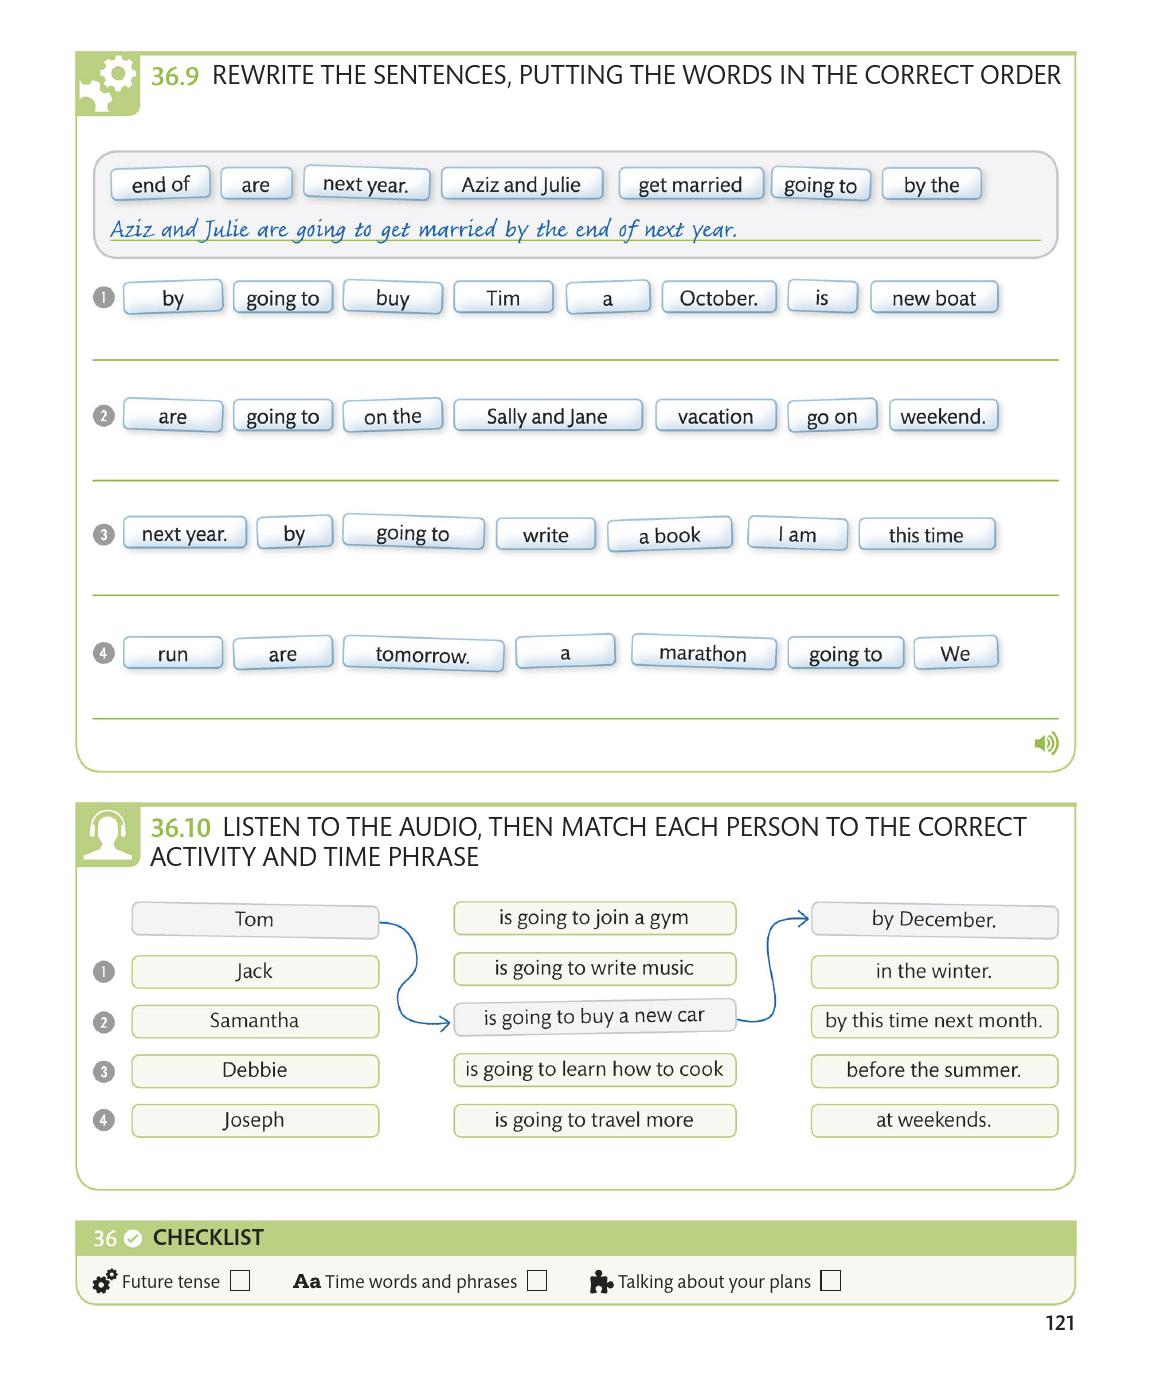 36.9 REWRITE THE SENTENCES, PUTTING THE WORDS IN THE CORRECT ORDER
end of are next year. Aziz and Julie get married going to by the
Aziz and Julie are going to get married by the end of next year.
1 by going to buy Tim a October. is new boat
2 are going to on the Sally and Jane vacation go on weekend.
3 next year. by going to write a book I am this time
4 run are tomorrow. a marathon going to We
36.10 LISTEN TO THE AUDIO, THEN MATCH EACH PERSON TO THE CORRECT
ACTIVITY AND TIME PHRASE
Tom is going to join a gym by December.
1 Jack is going to write music in the winter.
2 Samantha is going to buy a new car by this time next month.
3 Debbie is going to learn how to cook before the summer.
4 Joseph is going to travel more at weekends.
36 CHECKLIST
Future tense Aa Time words and phrases Talking about your plans
121